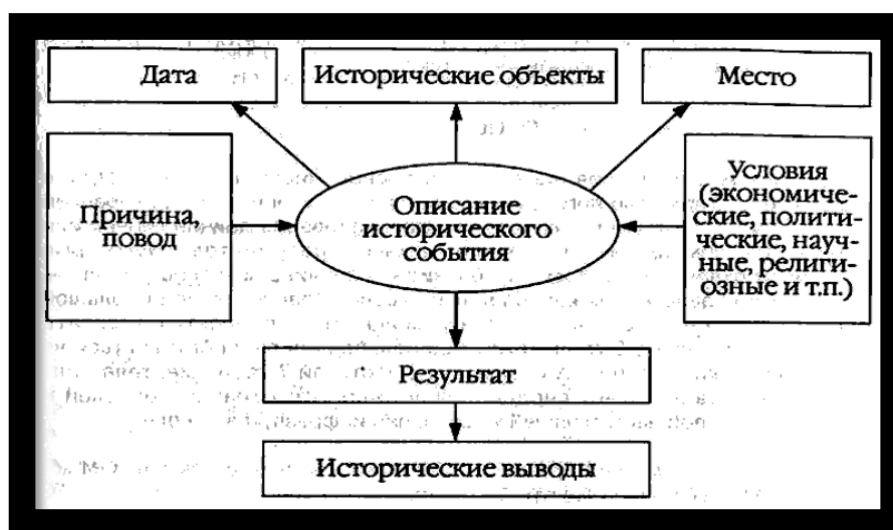 Дата
Исторические объекты
Место
Причина,
повод
Описание
исторического
события
Условия
(экономиче-
ские, полити-
ческие, науч-
ные, религи-
озные и т.п.)
Результат
Исторические выводы